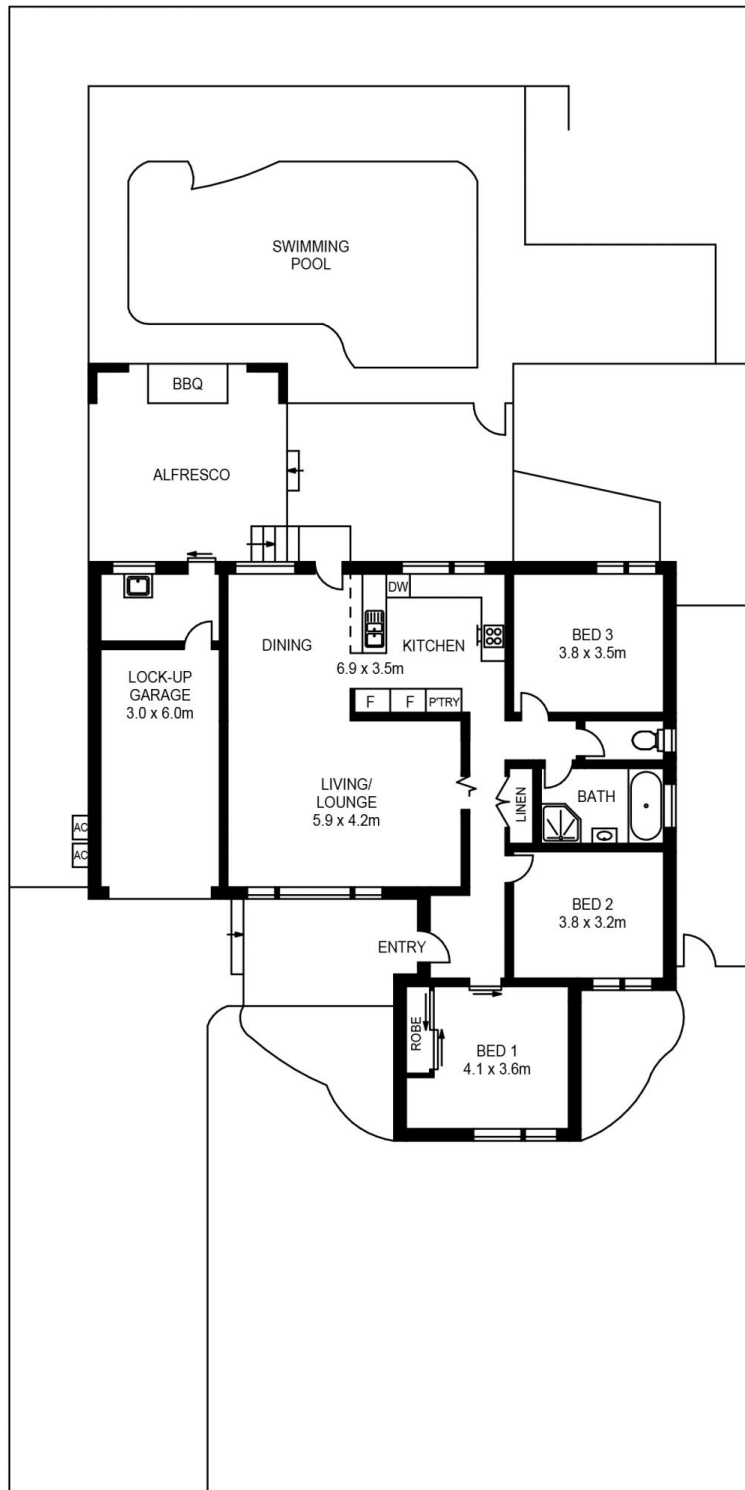 SWIMMING
POOL
BBQ
ALFRESCO
DW
DINING
KITCHEN
6.9 x 3.5m
BED 3
3.8 x 3.5m
LOCK-UP
GARAGE
3.0 x 6.0m
F
F
P'TRY
LIVING/
LOUNGE
5.9 x 4.2m
LINEN
BATH
AC
AC
BED 2
3.8 x 3.2m
ENTRY
ROBE
BED 1
4.1 x 3.6m